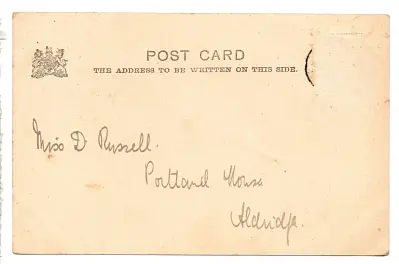 POST CARD
THE ADDRESS TO BE WRITTEN ON THIS SIDE.
Miss D Russell.
Portland House
Aldridge.